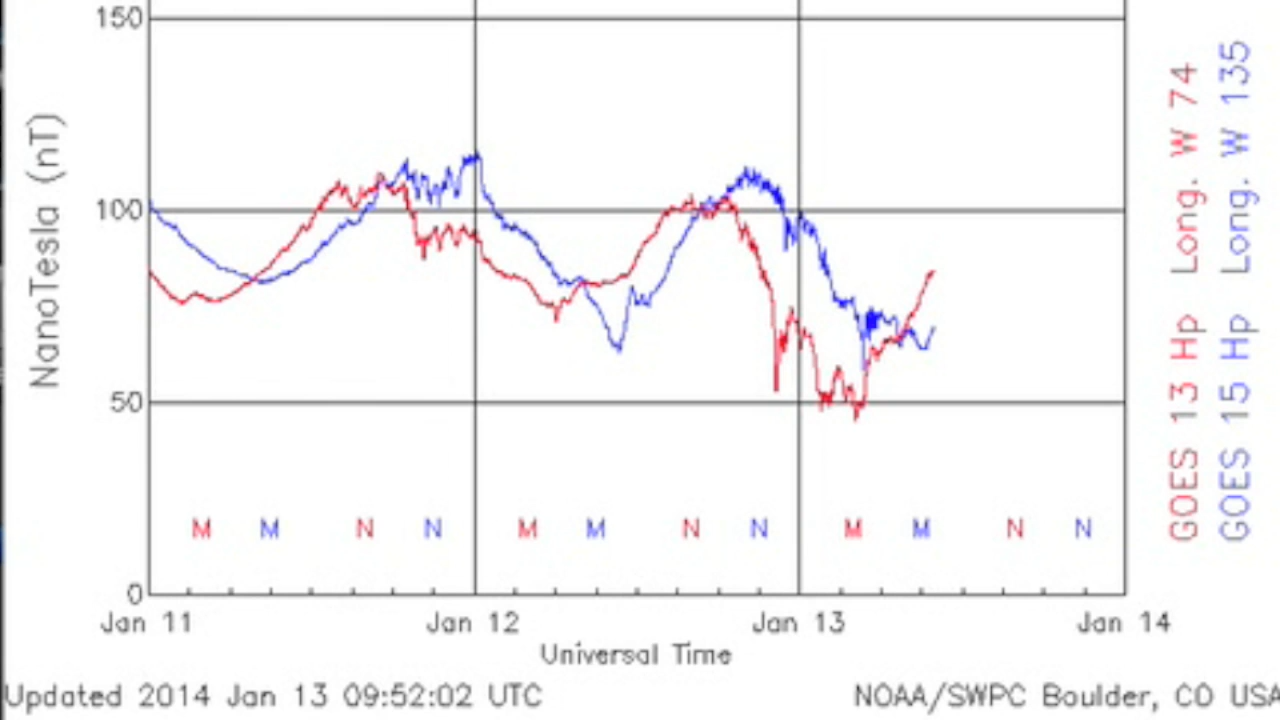 150
100
50
0
NanoTesla (nT)
M M N N M M N N M M N N
Jan 11 Jan 12 Jan 13 Jan 14
Universal Time
Updated 2014 Jan 13 09:52:02 UTC
NOAA/SWPC Boulder, CO USA
GOES 13 Hp Long. W 74
GOES 15 Hp Long. W 135